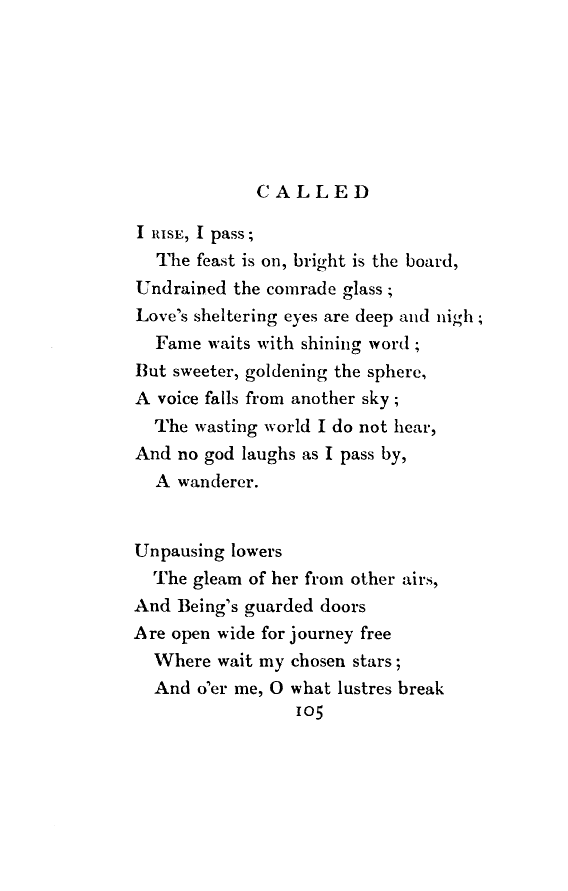 CALLED
I RISE, I pass;
The feast is on, bright is the board,
Undrained the comrade glass;
Love's sheltering eyes are deep and nigh;
Fame waits with shining word;
But sweeter, goldening the sphere,
A voice falls from another sky;
The wasting world I do not hear,
And no god laughs as I pass by,
A wanderer.
Unpausing lowers
The gleam of her from other airs,
And Being's guarded doors
Are open wide for journey free
Where wait my chosen stars;
And o'er me, O what lustres break
105